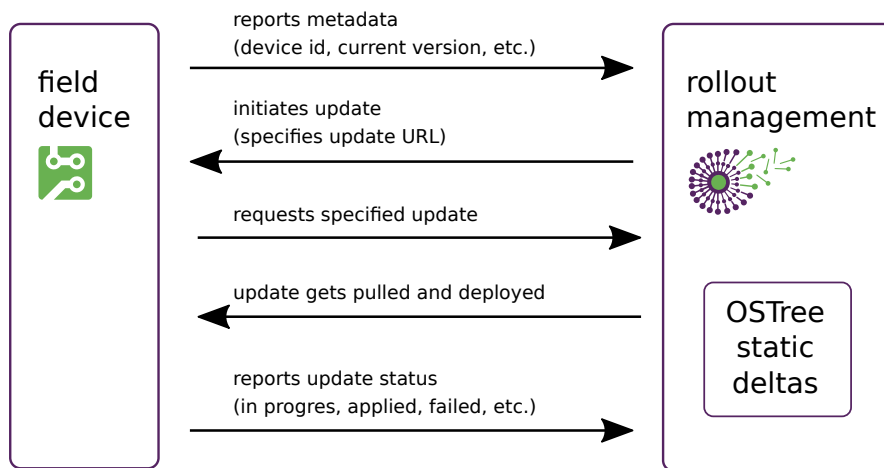 field
device
reports metadata
(device id, current version, etc.)
initiates update
(specifies update URL)
requests specified update
update gets pulled and deployed
reports update status
(in progres, applied, failed, etc.)
rollout
management
OSTree
static
deltas